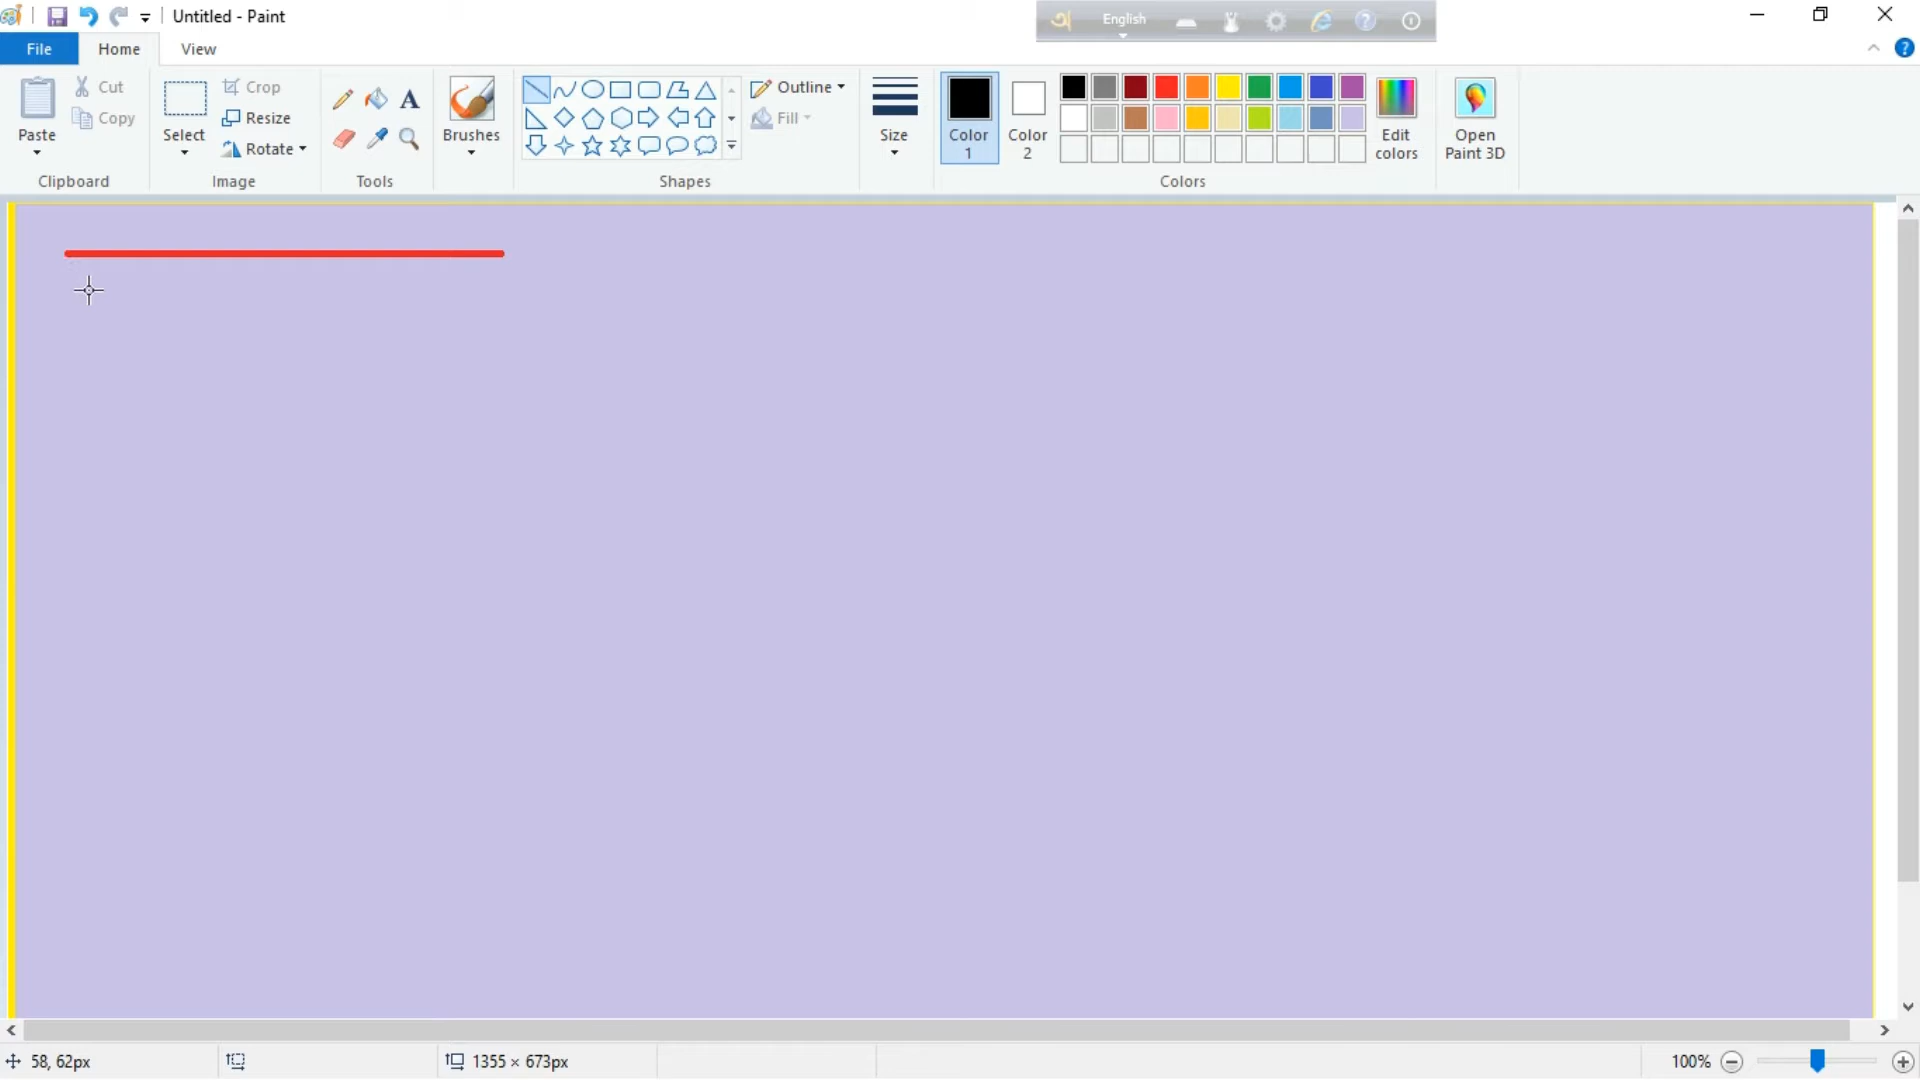 Untitled - Paint
অ English
File Home View
Paste Cut Copy
Select Crop Resize Rotate
A
Brushes
Outline Fill
Size
Color 1
Color 2
Edit colors
Open Paint 3D
Clipboard Image Tools Shapes Colors
58, 62px 1355 × 673px 100%